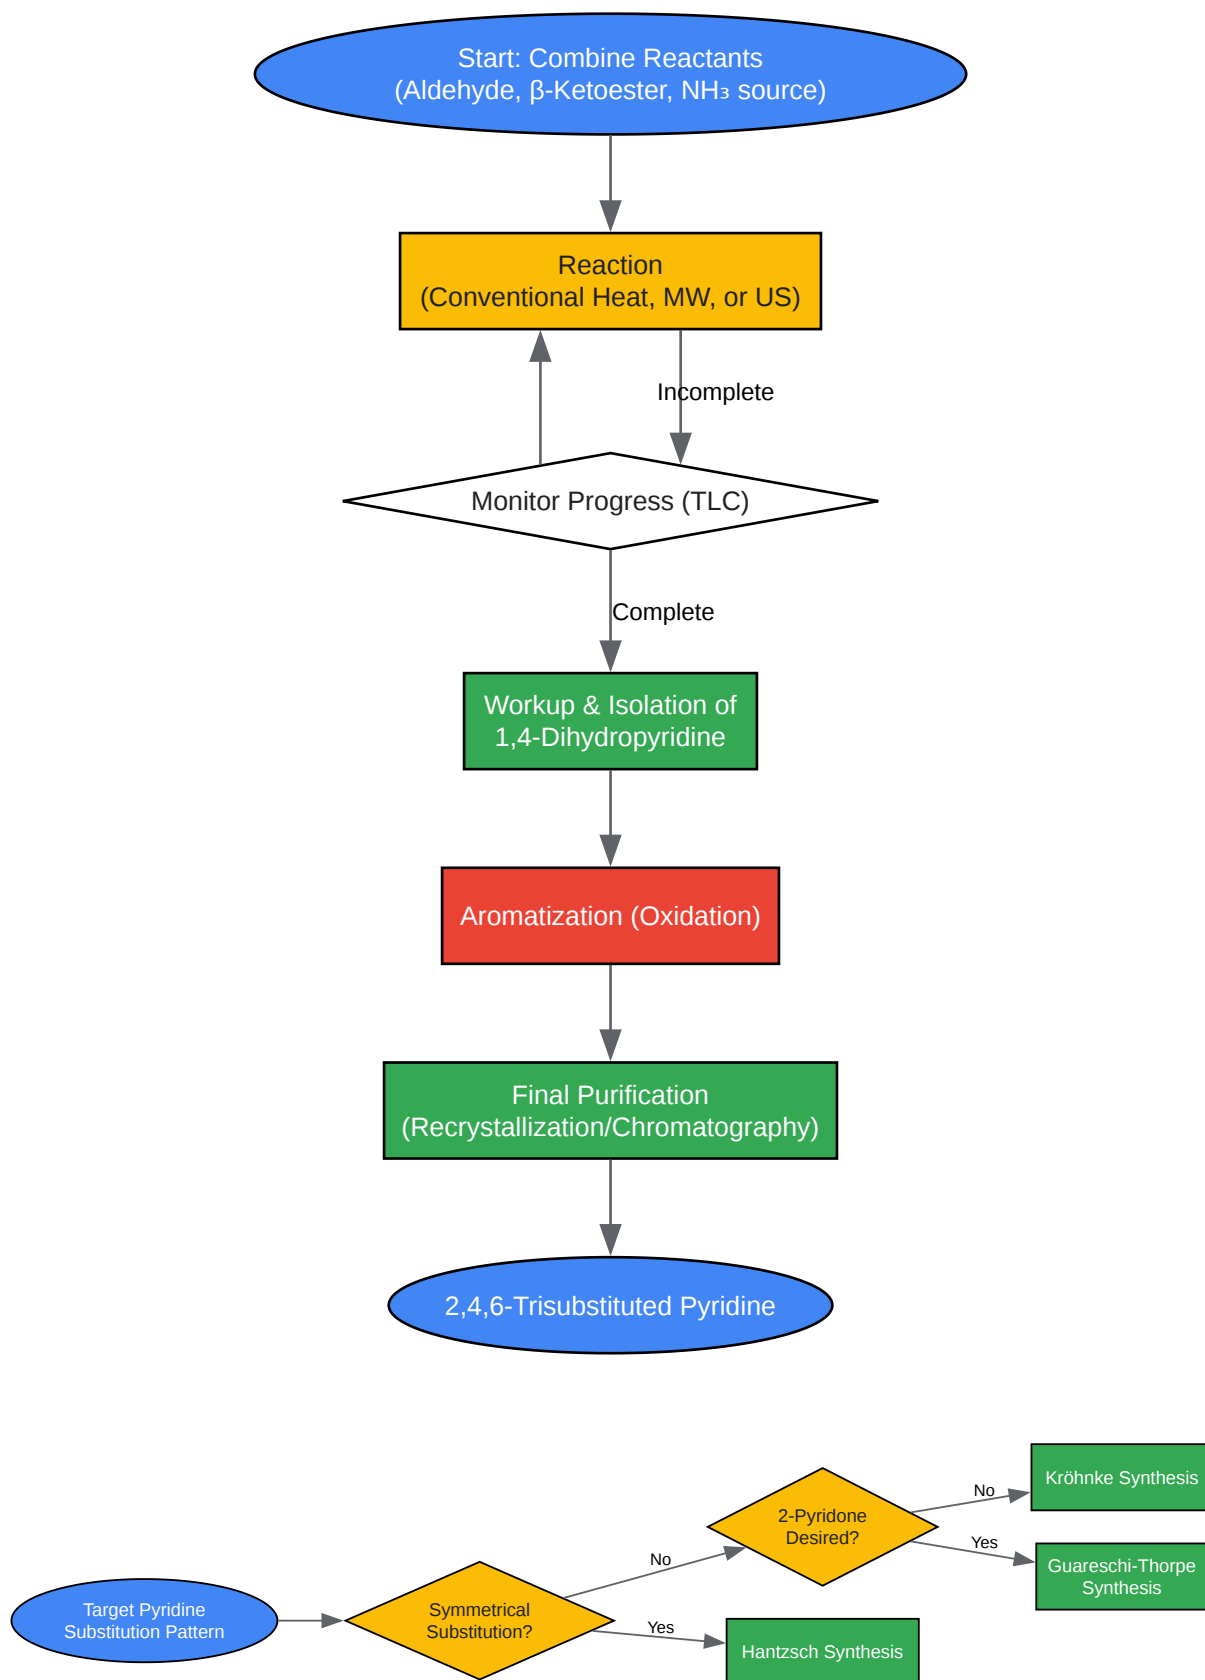 Start: Combine Reactants
(Aldehyde, β-Ketoester, NH₃ source)
Reaction
(Conventional Heat, MW, or US)
Incomplete
Monitor Progress (TLC)
Complete
Workup & Isolation of
1,4-Dihydropyridine
Aromatization (Oxidation)
Final Purification
(Recrystallization/Chromatography)
2,4,6-Trisubstituted Pyridine
Target Pyridine
Substitution Pattern
Symmetrical
Substitution?
No
Yes
2-Pyridone
Desired?
No
Yes
Kröhnke Synthesis
Guareschi-Thorpe
Synthesis
Hantzsch Synthesis